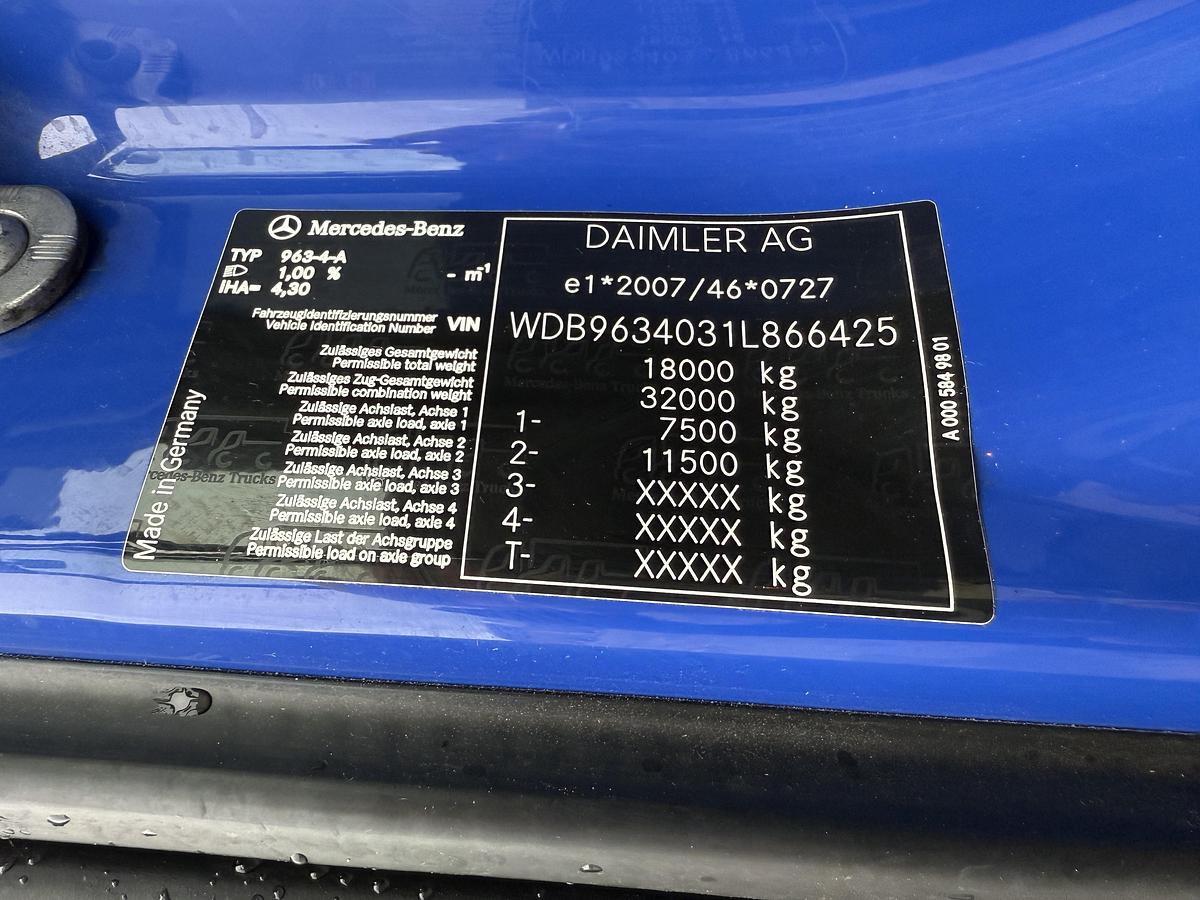 Mercedes-Benz
TYP 963-4-A
1,00 % - m⁻¹
IHA= 4,30
DAIMLER AG
e1*2007/46*0727
Fahrzeugidentifizierungsnummer
Vehicle Identification Number VIN WDB9634031L866425
Zulässiges Gesamtgewicht
Permissible total weight 18000 kg
Zulässiges Zug-Gesamtgewicht
Permissible combination weight 32000 kg
Zulässige Achslast, Achse 1
Permissible axle load, axle 1 1- 7500 kg
Zulässige Achslast, Achse 2
Permissible axle load, axle 2 2- 11500 kg
Zulässige Achslast, Achse 3
Permissible axle load, axle 3 3- XXXXX kg
Zulässige Achslast, Achse 4
Permissible axle load, axle 4 4- XXXXX kg
Zulässige Last der Achsgruppe
Permissible load on axle group T- XXXXX kg
Made in Germany
A 000 584 98 01
cedes-Benz Trucks